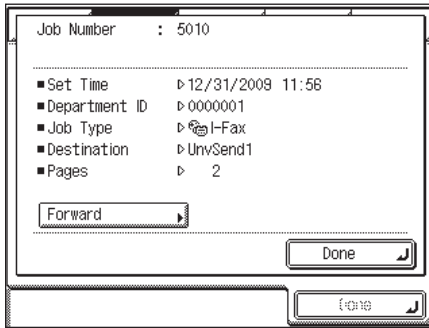 Job Number : 5010
■Set Time ▷12/31/2009 11:56
■Department ID ▷0000001
■Job Type ▷I-Fax
■Destination ▷UnvSend1
■Pages ▷ 2
Forward
Done
Done